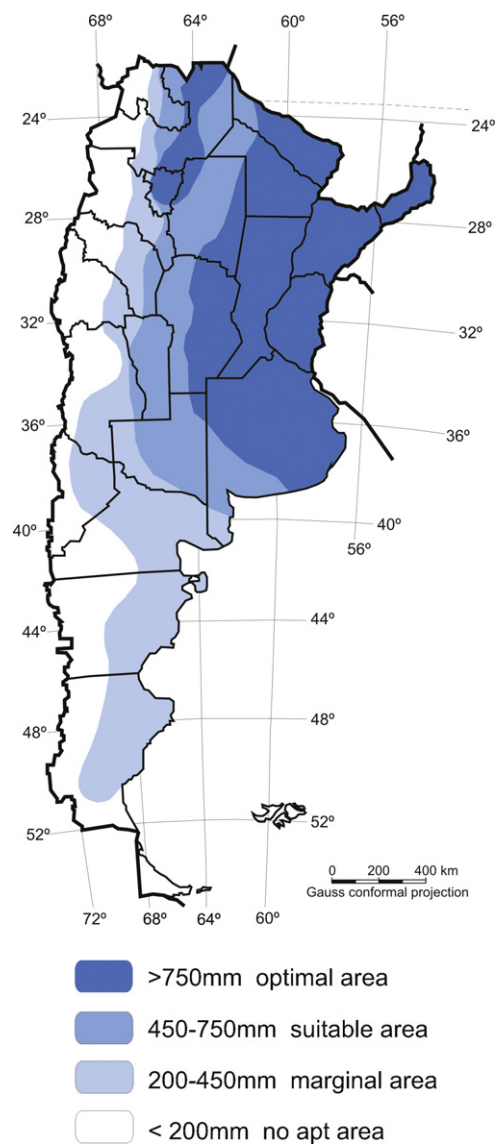 68º 64º 60º 56º
24º 24º
28º 28º
32º 32º
36º 36º
40º 40º
56º
44º 44º
48º 48º
52º 52º
0 200 400 km
Gauss conformal projection
72º 68º 64º 60º
>750mm optimal area
450-750mm suitable area
200-450mm marginal area
< 200mm no apt area